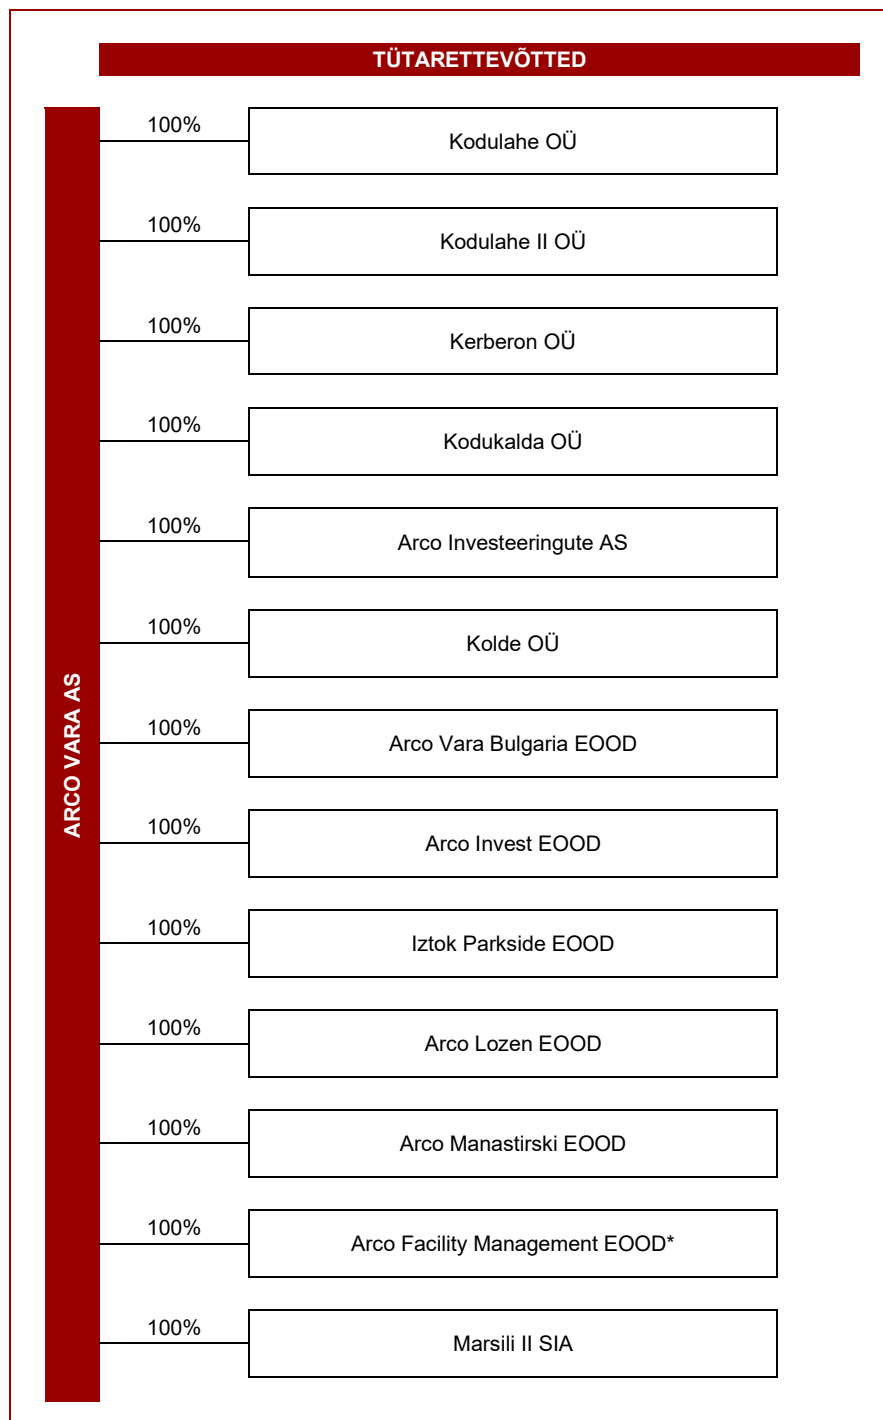 TÜTARETTEVÕTTED
ARCO VARA AS
100%
Kodulahe OÜ
100%
Kodulahe II OÜ
100%
Kerberon OÜ
100%
Kodukalda OÜ
100%
Arco Investeeringute AS
100%
Kolde OÜ
100%
Arco Vara Bulgaria EOOD
100%
Arco Invest EOOD
100%
Iztok Parkside EOOD
100%
Arco Lozen EOOD
100%
Arco Manastirski EOOD
100%
Arco Facility Management EOOD*
100%
Marsili II SIA